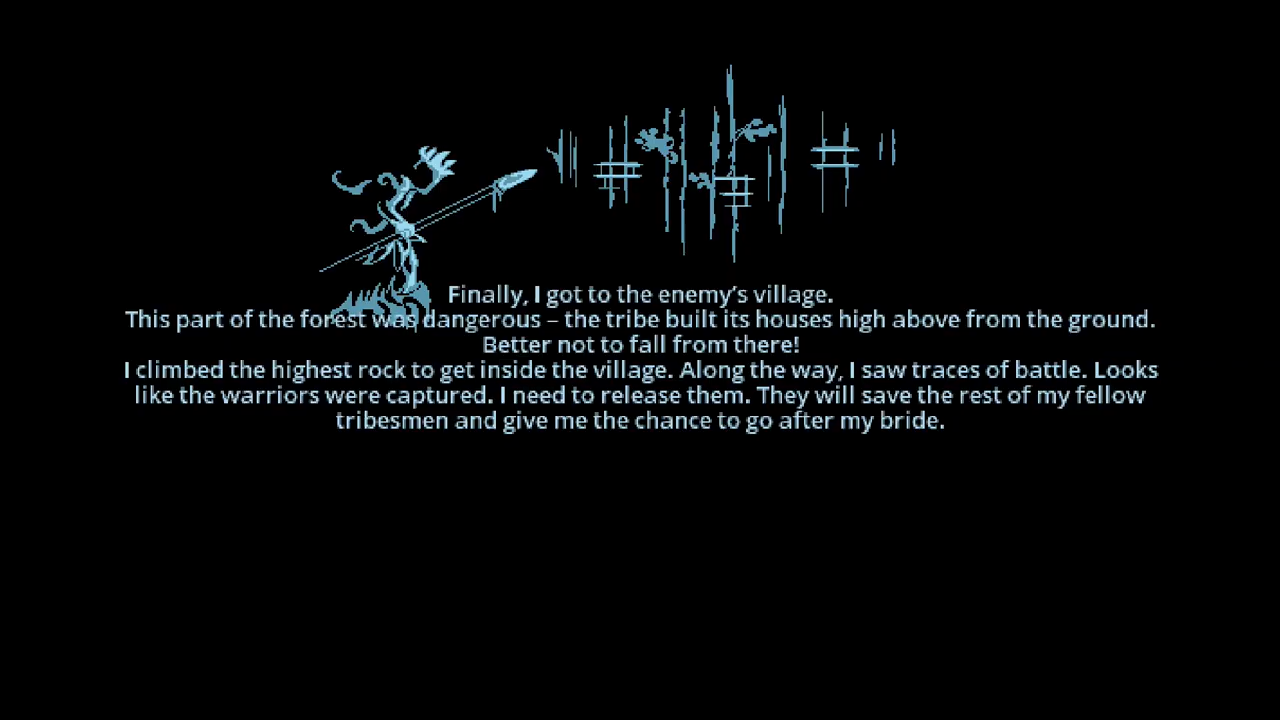 Finally, I got to the enemy’s village.
This part of the forest was dangerous – the tribe built its houses high above from the ground.
Better not to fall from there!
I climbed the highest rock to get inside the village. Along the way, I saw traces of battle. Looks
like the warriors were captured. I need to release them. They will save the rest of my fellow
tribesmen and give me the chance to go after my bride.